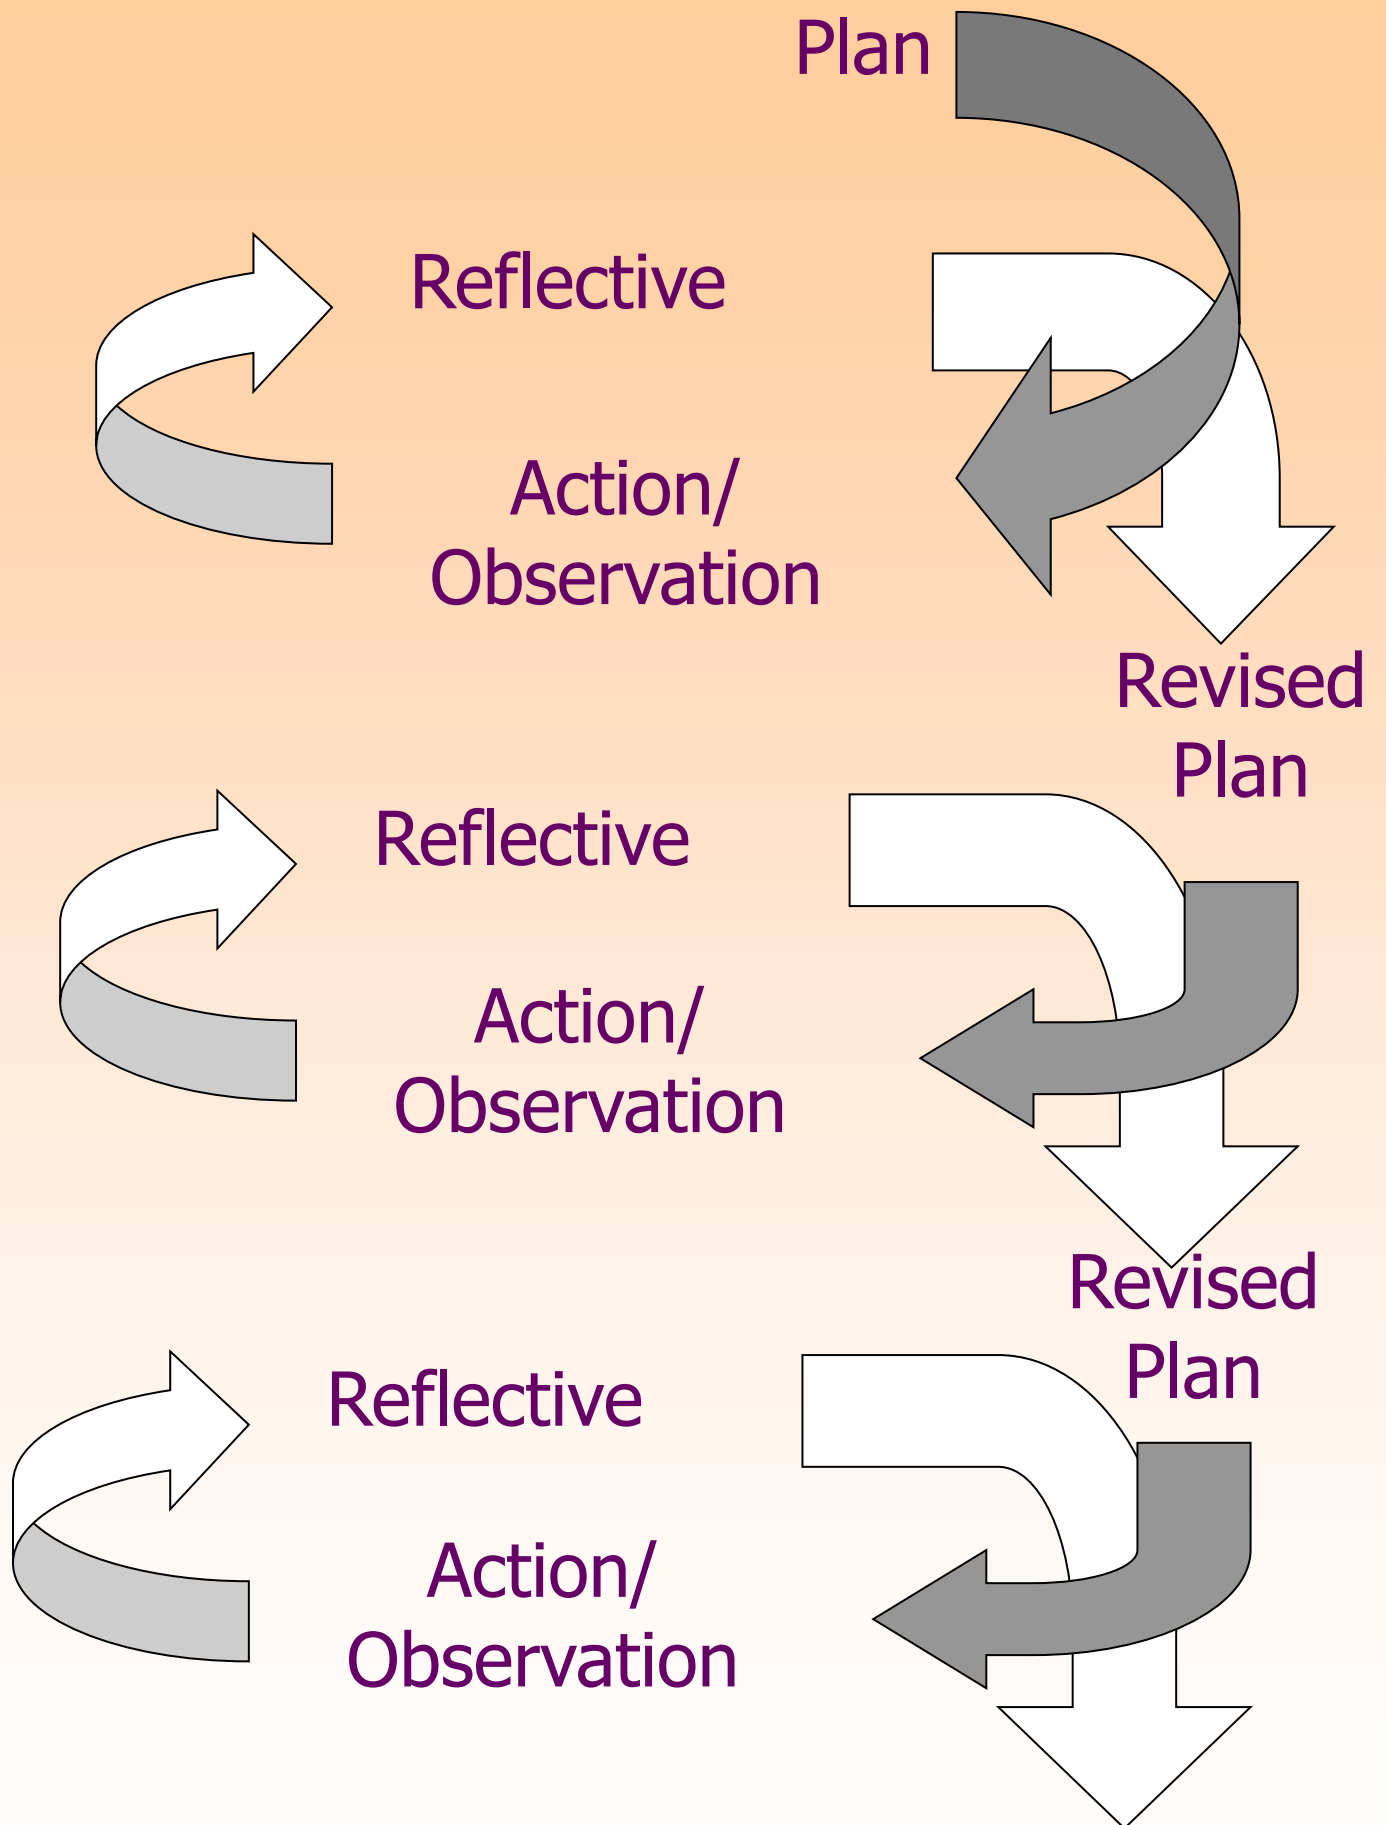 Plan
Reflective
Action/
Observation
Revised
Plan
Reflective
Action/
Observation
Revised
Plan
Reflective
Action/
Observation